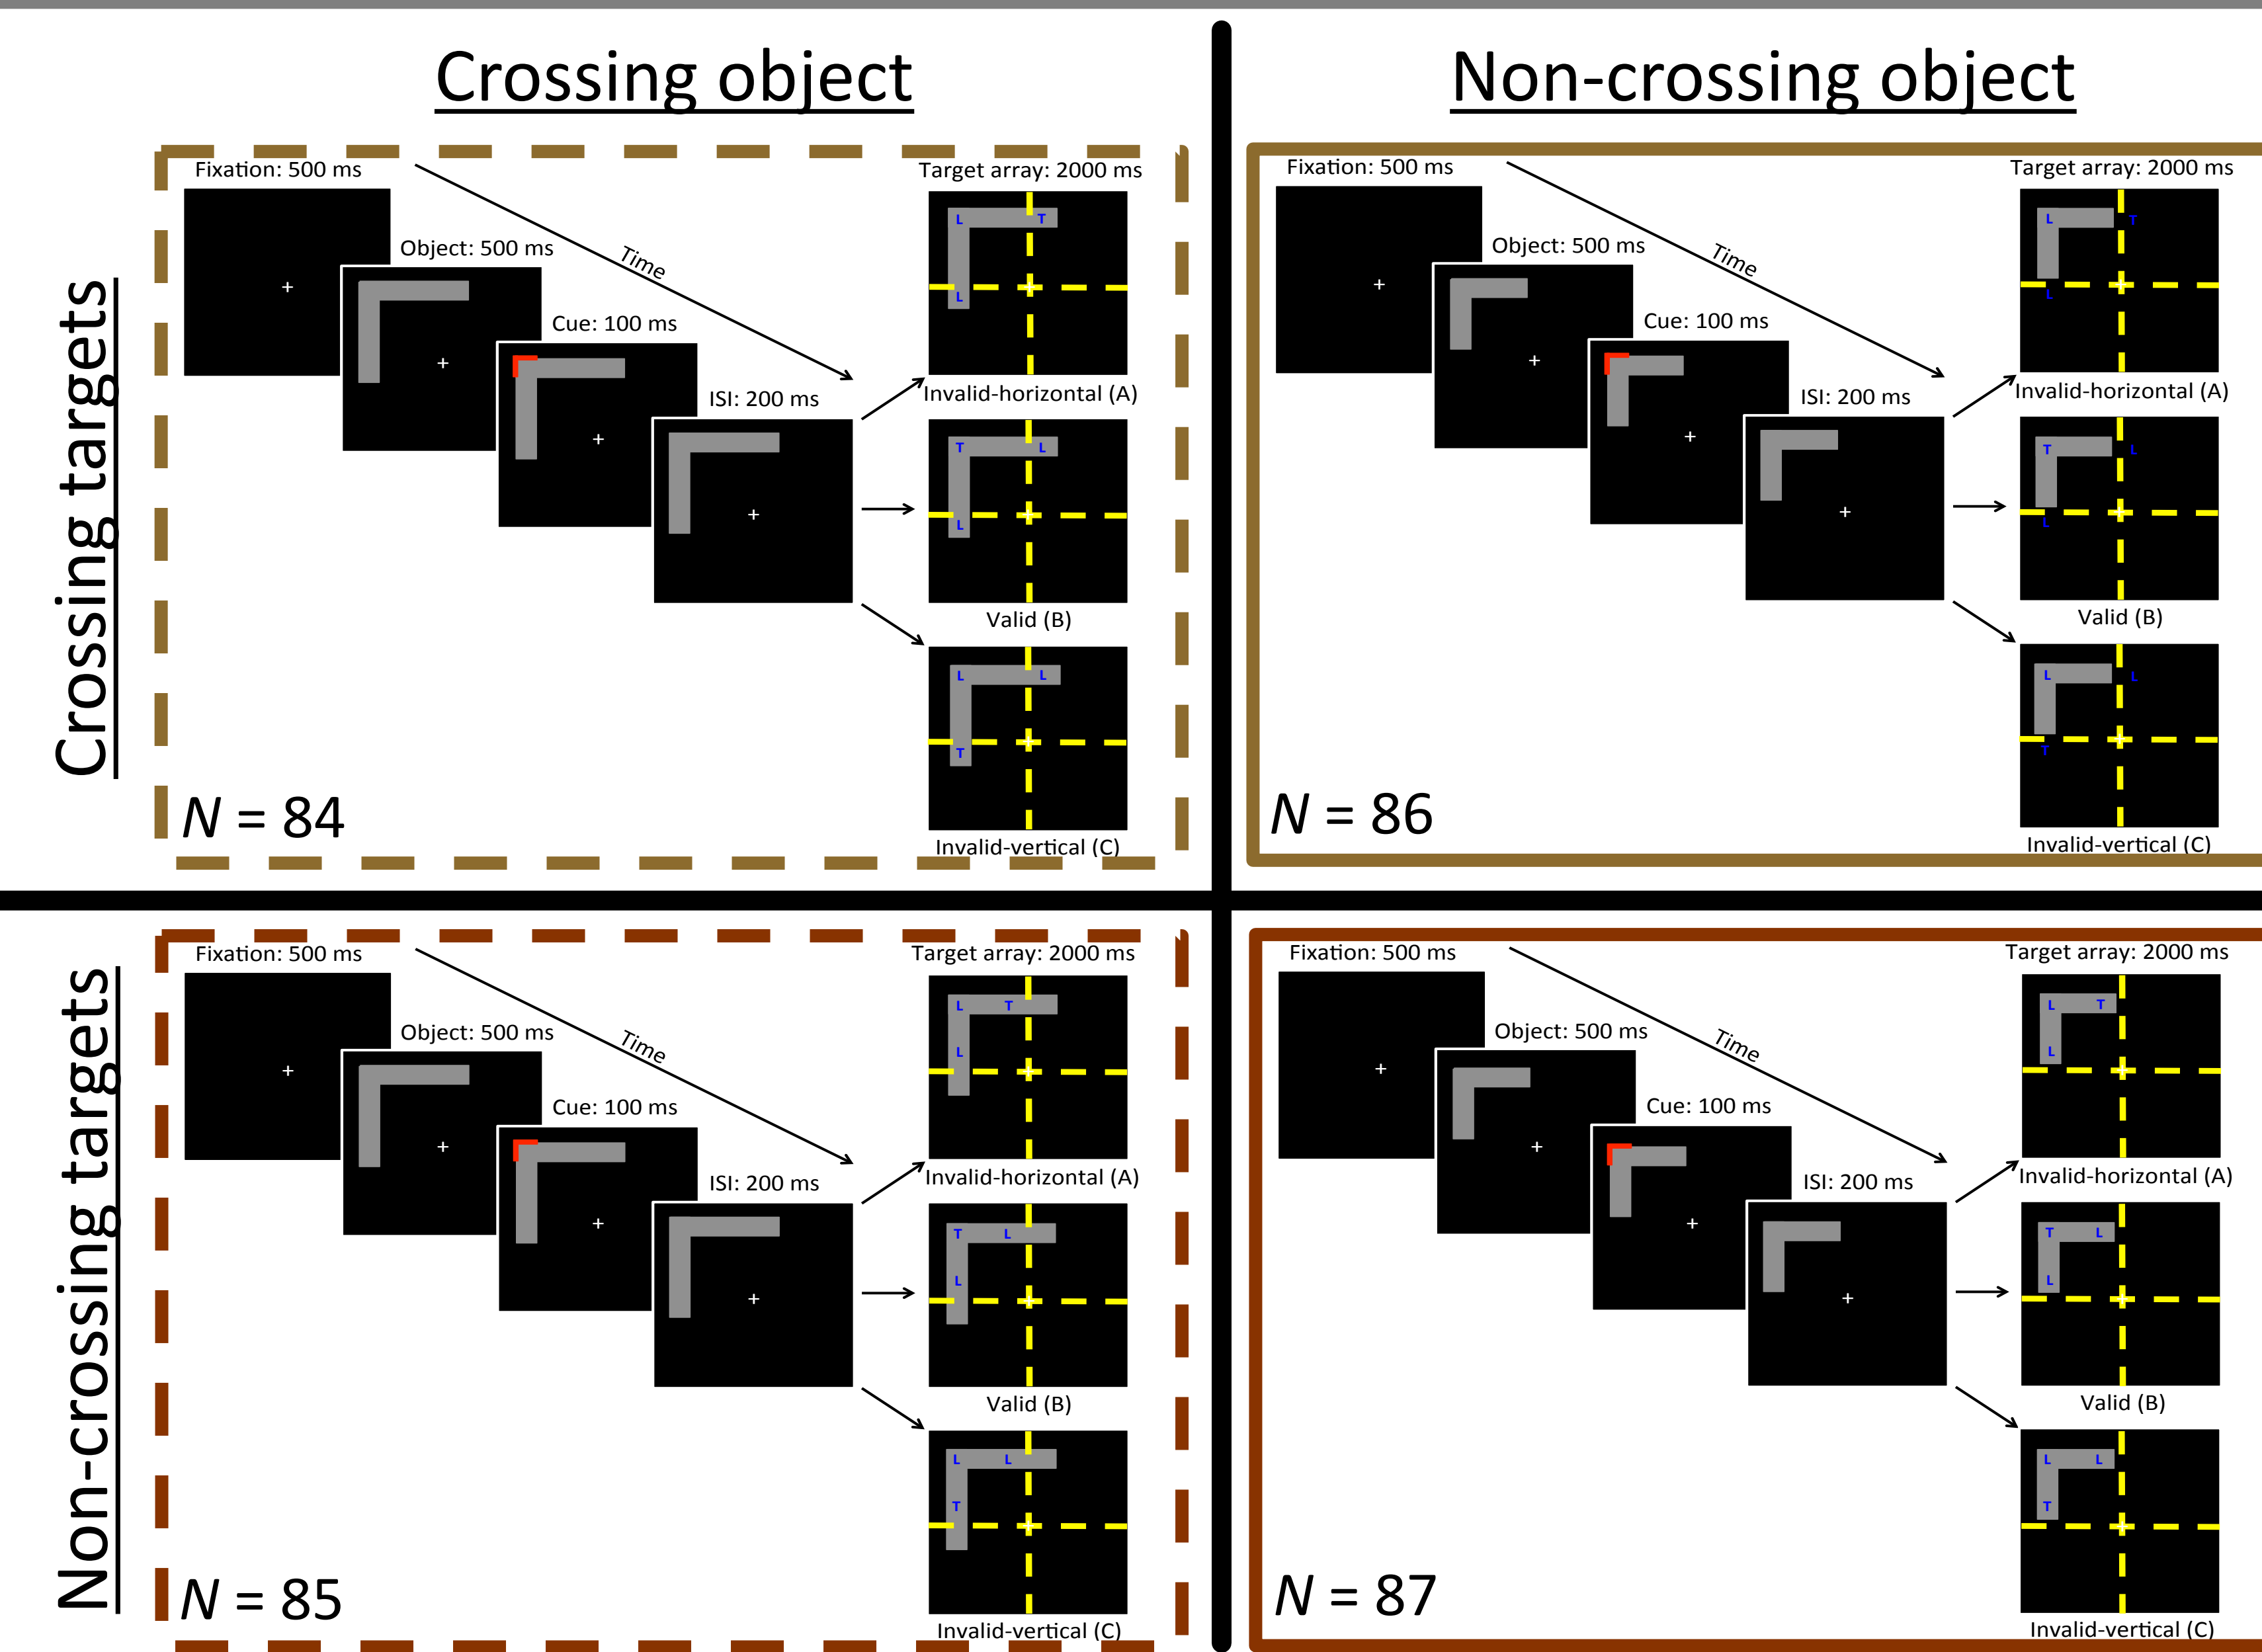 Crossing object
Non-crossing object
Crossing targets
Fixation: 500 ms
Object: 500 ms
Cue: 100 ms
ISI: 200 ms
Time
Target array: 2000 ms
L T
L
Invalid-horizontal (A)
T L
L
Valid (B)
L L
T
Invalid-vertical (C)
N = 84
Fixation: 500 ms
Object: 500 ms
Cue: 100 ms
ISI: 200 ms
Time
Target array: 2000 ms
L T
L
Invalid-horizontal (A)
T L
L
Valid (B)
L L
T
Invalid-vertical (C)
N = 86
Non-crossing targets
Fixation: 500 ms
Object: 500 ms
Cue: 100 ms
ISI: 200 ms
Time
Target array: 2000 ms
L T
L
Invalid-horizontal (A)
T L
L
Valid (B)
L L
T
Invalid-vertical (C)
N = 85
Fixation: 500 ms
Object: 500 ms
Cue: 100 ms
ISI: 200 ms
Time
Target array: 2000 ms
L T
L
Invalid-horizontal (A)
T L
L
Valid (B)
L L
T
Invalid-vertical (C)
N = 87